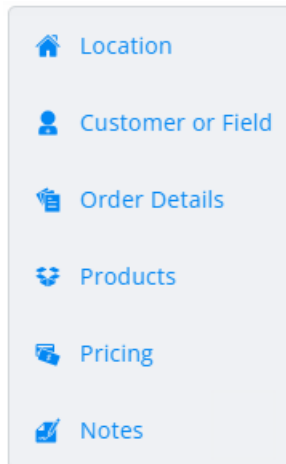 Location
Customer or Field
Order Details
Products
Pricing
Notes